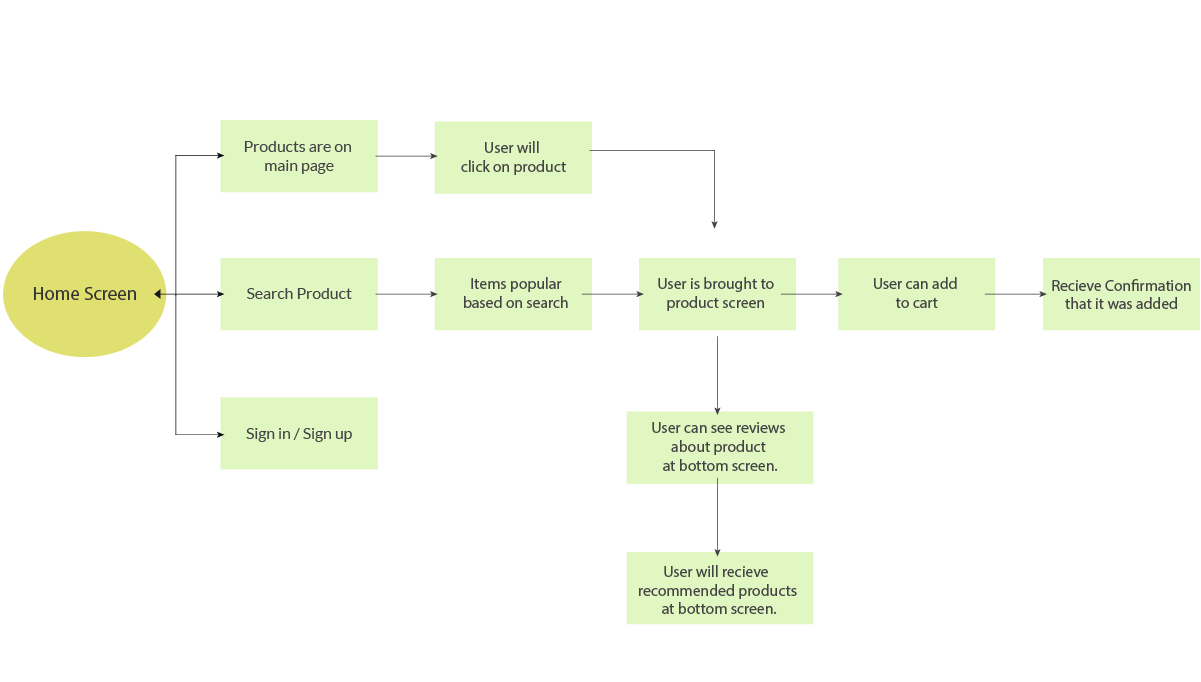 Products are on
main page
User will
click on product
Home Screen
Search Product
Items popular
based on search
User is brought to
product screen
User can add
to cart
Recieve Confirmation
that it was added
Sign in / Sign up
User can see reviews
about product
at bottom screen.
User will recieve
recommended products
at bottom screen.